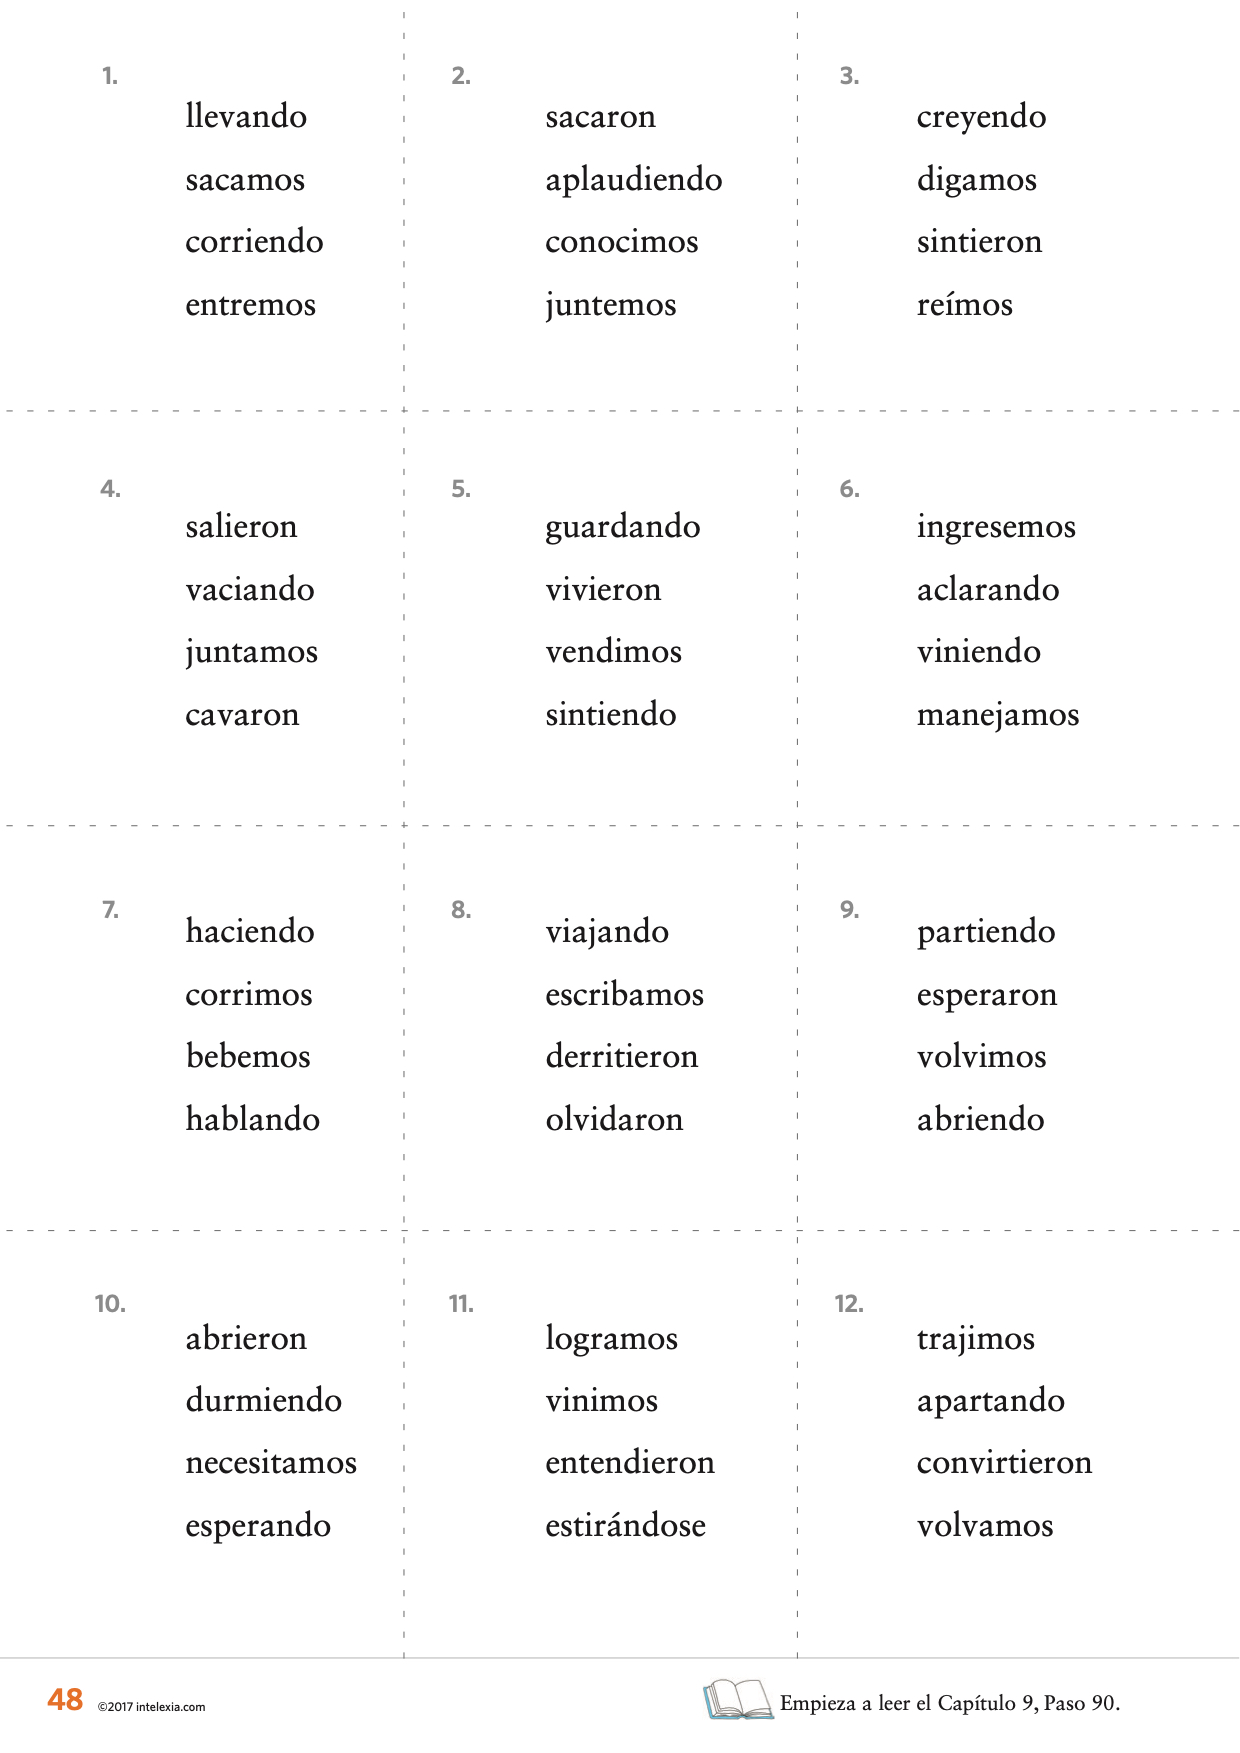 1.
llevando
sacamos
corriendo
entremos
2.
sacaron
aplaudiendo
conocimos
juntemos
3.
creyendo
digamos
sintieron
reímos
4.
salieron
vaciando
juntamos
cavaron
5.
guardando
vivieron
vendimos
sintiendo
6.
ingresemos
aclarando
viniendo
manejamos
7.
haciendo
corrimos
bebemos
hablando
8.
viajando
escribamos
derritieron
olvidaron
9.
partiendo
esperaron
volvimos
abriendo
10.
abrieron
durmiendo
necesitamos
esperando
11.
logramos
vinimos
entendieron
estirándose
12.
trajimos
apartando
convirtieron
volvamos
48 ©2017 intelexia.com
Empieza a leer el Capítulo 9, Paso 90.